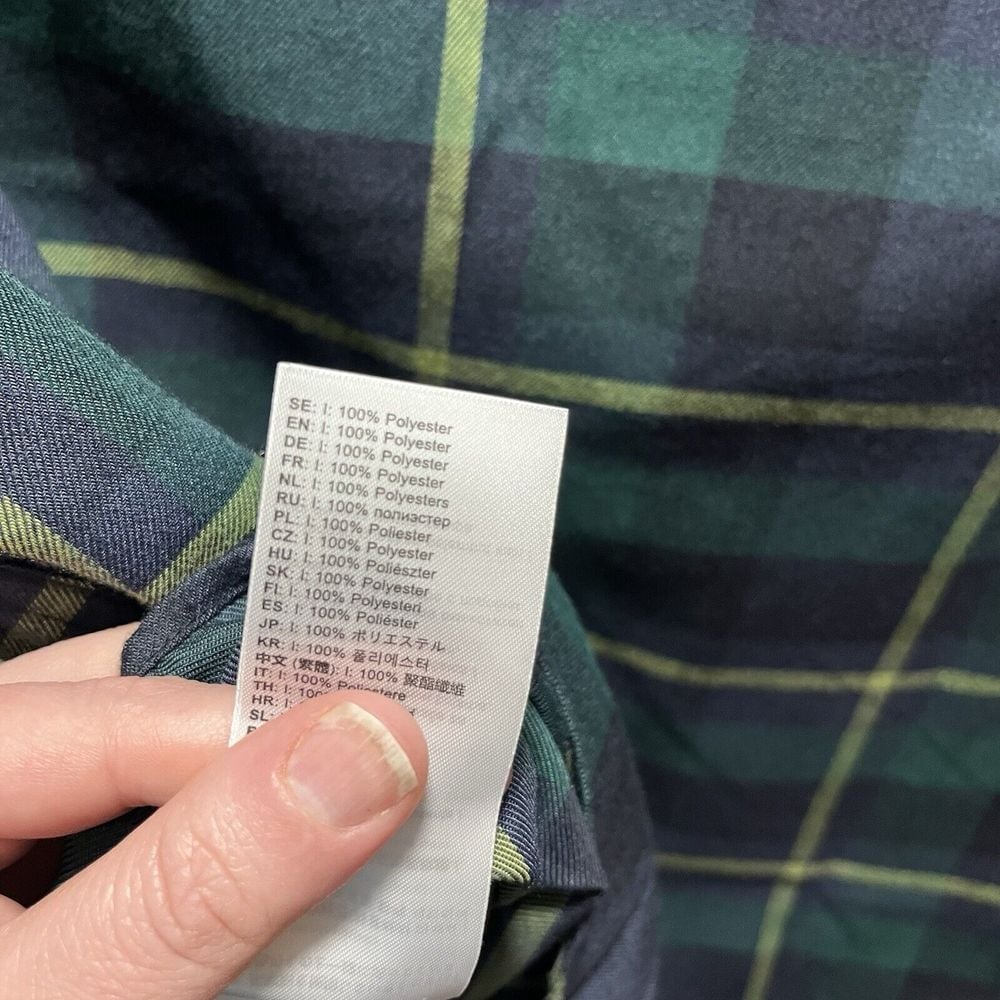 SE: I: 100% Polyester
EN: I: 100% Polyester
DE: I: 100% Polyester
FR: I: 100% Polyester
NL: I: 100% Polyesters
RU: I: 100% полиэстер
PL: I: 100% Poliester
CZ: I: 100% Polyester
HU: I: 100% Poliészter
SK: I: 100% Polyester
FI: I: 100% Polyesteri
ES: I: 100% Poliéster
JP: I: 100% ポリエステル
KR: I: 100% 폴리에스터
中文 (繁體): I: 100% 聚酯纖维
IT: I: 100% Poliestere
TH: I:
HR: I:
SL: